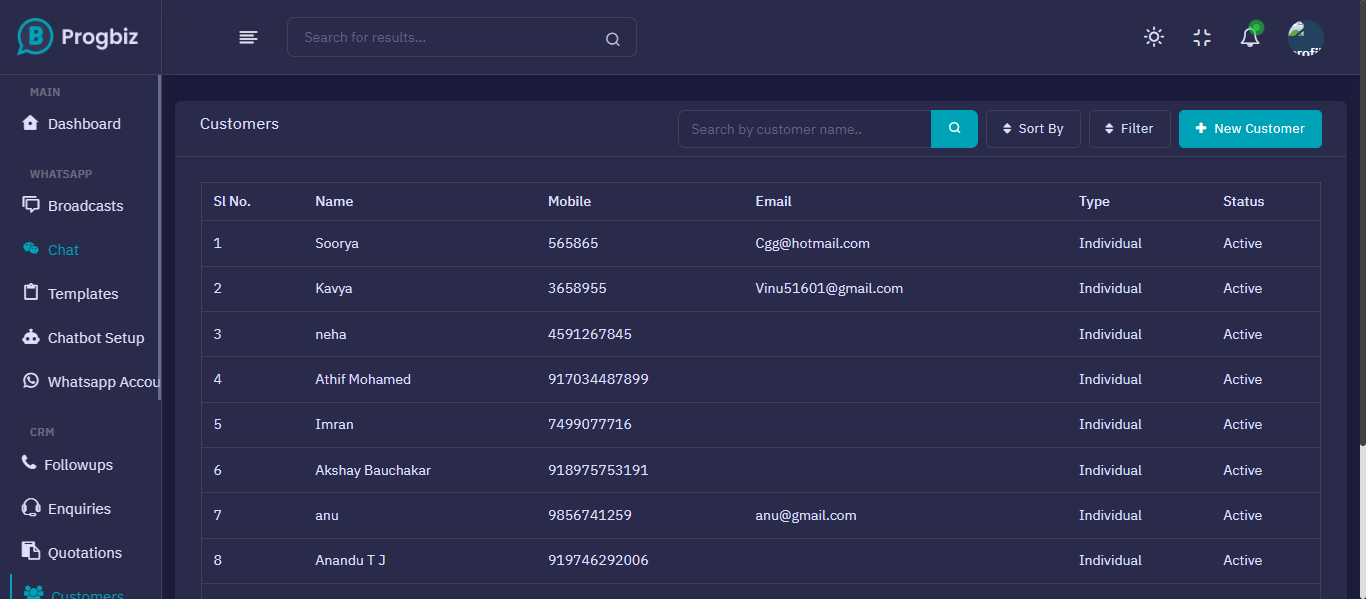 B Progbiz
Search for results...
rofi
MAIN
Dashboard
WHATSAPP
Broadcasts
Chat
Templates
Chatbot Setup
Whatsapp Accou
CRM
Followups
Enquiries
Quotations
Customers
Customers
Search by customer name..
Sort By
Filter
New Customer
Sl No. Name Mobile Email Type Status
1 Soorya 565865 Cgg@hotmail.com Individual Active
2 Kavya 3658955 Vinu51601@gmail.com Individual Active
3 neha 4591267845 Individual Active
4 Athif Mohamed 917034487899 Individual Active
5 Imran 7499077716 Individual Active
6 Akshay Bauchakar 918975753191 Individual Active
7 anu 9856741259 anu@gmail.com Individual Active
8 Anandu T J 919746292006 Individual Active